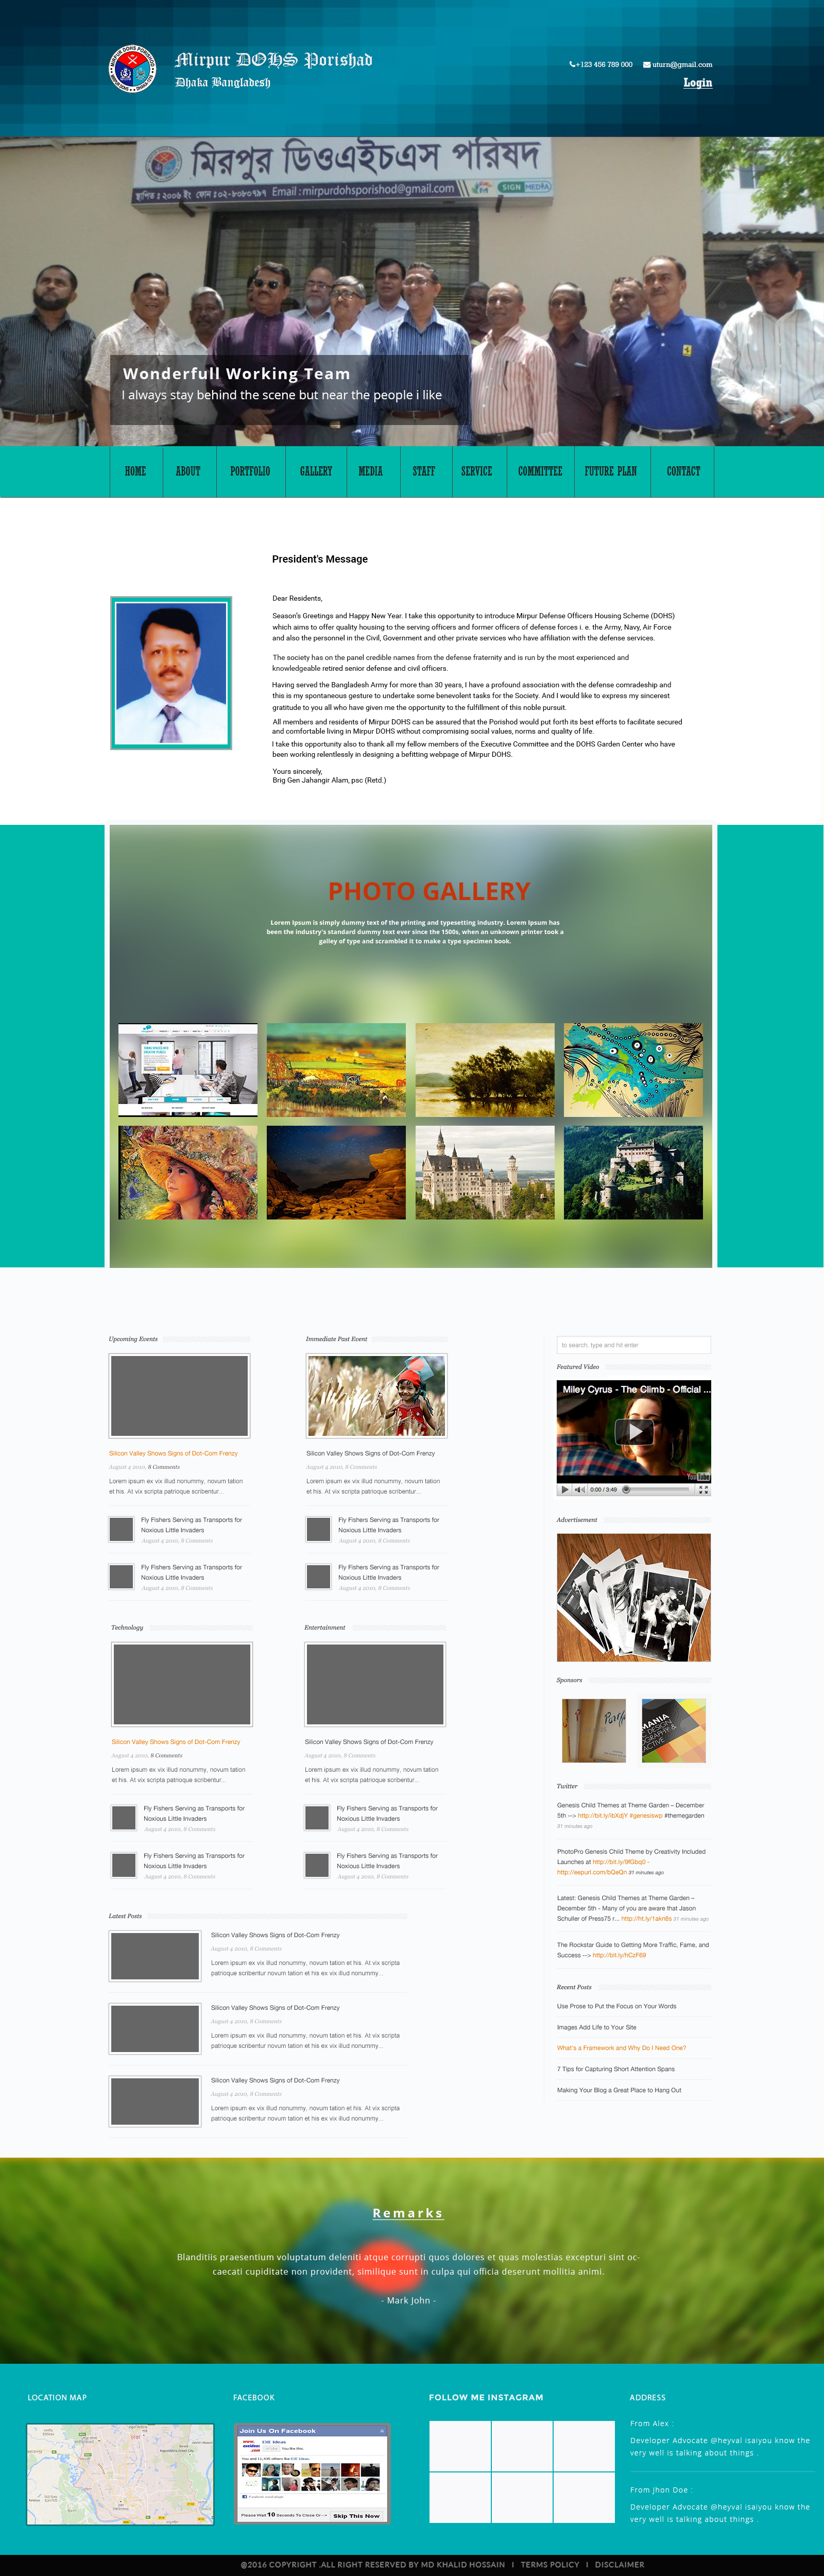 Mirpur DOHS Porishad
Dhaka Bangladesh
+123 456 789 000 uturn@gmail.com
Login
মিরপুর ডিওএইচএস পরিষদ
স্থাপিত : ২০০৬ ইং
Email : mirpurdohsporishod@gmail.com
SIGN MEDIA
Wonderfull Working Team
I always stay behind the scene but near the people i like
HOME ABOUT PORTFOLIO GALLERY MEDIA STAFF SERVICE COMMITTEE FUTURE PLAN CONTACT
President's Message
Dear Residents,
Season's Greetings and Happy New Year. I take this opportunity to introduce Mirpur Defense Officers Housing Scheme (DOHS)
which aims to offer quality housing to the serving officers and former officers of defense forces i. e. the Army, Navy, Air Force
and also the personnel in the Civil, Government and other private services who have affiliation with the defense services.
The society has on the panel credible names from the defense fraternity and is run by the most experienced and
knowledgeable retired senior defense and civil officers.
Having served the Bangladesh Army for more than 30 years, I have a profound association with the defense comradeship and
this is my spontaneous gesture to undertake some benevolent tasks for the Society. And I would like to express my sincerest
gratitude to you all who have given me the opportunity to the fulfillment of this noble pursuit.
All members and residents of Mirpur DOHS can be assured that the Porishad would put forth its best efforts to facilitate secured
and comfortable living in Mirpur DOHS without compromising social values, norms and quality of life.
I take this opportunity also to thank all my fellow members of the Executive Committee and the DOHS Garden Center who have
been working relentlessly in designing a befitting webpage of Mirpur DOHS.
Yours sincerely,
Brig Gen Jahangir Alam, psc (Retd.)
PHOTO GALLERY
Lorem Ipsum is simply dummy text of the printing and typesetting industry. Lorem Ipsum has
been the industry's standard dummy text ever since the 1500s, when an unknown printer took a
galley of type and scrambled it to make a type specimen book.
Upcoming Events
Silicon Valley Shows Signs of Dot-Com Frenzy
August 4 2010, 8 Comments
Lorem ipsum ex vix illud nonummy, novum tation
et his. At vix scripta patrioque scribentur...
Fly Fishers Serving as Transports for
Noxious Little Invaders
August 4 2010, 8 Comments
Fly Fishers Serving as Transports for
Noxious Little Invaders
August 4 2010, 8 Comments
Immediate Past Event
Silicon Valley Shows Signs of Dot-Com Frenzy
August 4 2010, 8 Comments
Lorem ipsum ex vix illud nonummy, novum tation
et his. At vix scripta patrioque scribentur...
Fly Fishers Serving as Transports for
Noxious Little Invaders
August 4 2010, 8 Comments
Fly Fishers Serving as Transports for
Noxious Little Invaders
August 4 2010, 8 Comments
Technology
Silicon Valley Shows Signs of Dot-Com Frenzy
August 4 2010, 8 Comments
Lorem ipsum ex vix illud nonummy, novum tation
et his. At vix scripta patrioque scribentur...
Fly Fishers Serving as Transports for
Noxious Little Invaders
August 4 2010, 8 Comments
Fly Fishers Serving as Transports for
Noxious Little Invaders
August 4 2010, 8 Comments
Entertainment
Silicon Valley Shows Signs of Dot-Com Frenzy
August 4 2010, 8 Comments
Lorem ipsum ex vix illud nonummy, novum tation
et his. At vix scripta patrioque scribentur...
Fly Fishers Serving as Transports for
Noxious Little Invaders
August 4 2010, 8 Comments
Fly Fishers Serving as Transports for
Noxious Little Invaders
August 4 2010, 8 Comments
Latest Posts
Silicon Valley Shows Signs of Dot-Com Frenzy
August 4 2010, 8 Comments
Lorem ipsum ex vix illud nonummy, novum tation et his. At vix scripta
patrioque scribentur novum tation et his ex vix illud nonummy...
Silicon Valley Shows Signs of Dot-Com Frenzy
August 4 2010, 8 Comments
Lorem ipsum ex vix illud nonummy, novum tation et his. At vix scripta
patrioque scribentur novum tation et his ex vix illud nonummy...
Silicon Valley Shows Signs of Dot-Com Frenzy
August 4 2010, 8 Comments
Lorem ipsum ex vix illud nonummy, novum tation et his. At vix scripta
patrioque scribentur novum tation et his ex vix illud nonummy...
to search, type and hit enter
Featured Video
Miley Cyrus - The Climb - Official ...
YouTube
0:00 / 3:49
Advertisement
Sponsors
MANIA
DESIGN
OGRAPHY &
ACTIVE
Twitter
Genesis Child Themes at Theme Garden – December
5th --> http://bit.ly/ibXdjY #genesiswp #themegarden
31 minutes ago
PhotoPro Genesis Child Theme by Creativity Included
Launches at http://bit.ly/9fGbq0 -
http://eepurl.com/bQeQn 31 minutes ago
Latest: Genesis Child Themes at Theme Garden –
December 5th - Many of you are aware that Jason
Schuller of Press75 r... http://ht.ly/1akn6s 31 minutes ago
The Rockstar Guide to Getting More Traffic, Fame, and
Success --> http://bit.ly/hCzF69
Recent Posts
Use Prose to Put the Focus on Your Words
Images Add Life to Your Site
What's a Framework and Why Do I Need One?
7 Tips for Capturing Short Attention Spans
Making Your Blog a Great Place to Hang Out
Remarks
Blanditiis praesentium voluptatum deleniti atque corrupti quos dolores et quas molestias excepturi sint oc-
caecati cupiditate non provident, similique sunt in culpa qui officia deserunt mollitia animi.
- Mark John -
LOCATION MAP
FACEBOOK
Join Us On Facebook
EXE Ideas
Please Wait 10 Seconds To Close Or --> Skip This Now
FOLLOW ME INSTAGRAM
ADDRESS
From Alex :
Developer Advocate @heyval isaiyou know the
very well is talking about things .
From Jhon Doe :
Developer Advocate @heyval isaiyou know the
very well is talking about things .
@2016 COPYRIGHT .ALL RIGHT RESERVED BY MD KHALID HOSSAIN I TERMS POLICY I DISCLAIMER